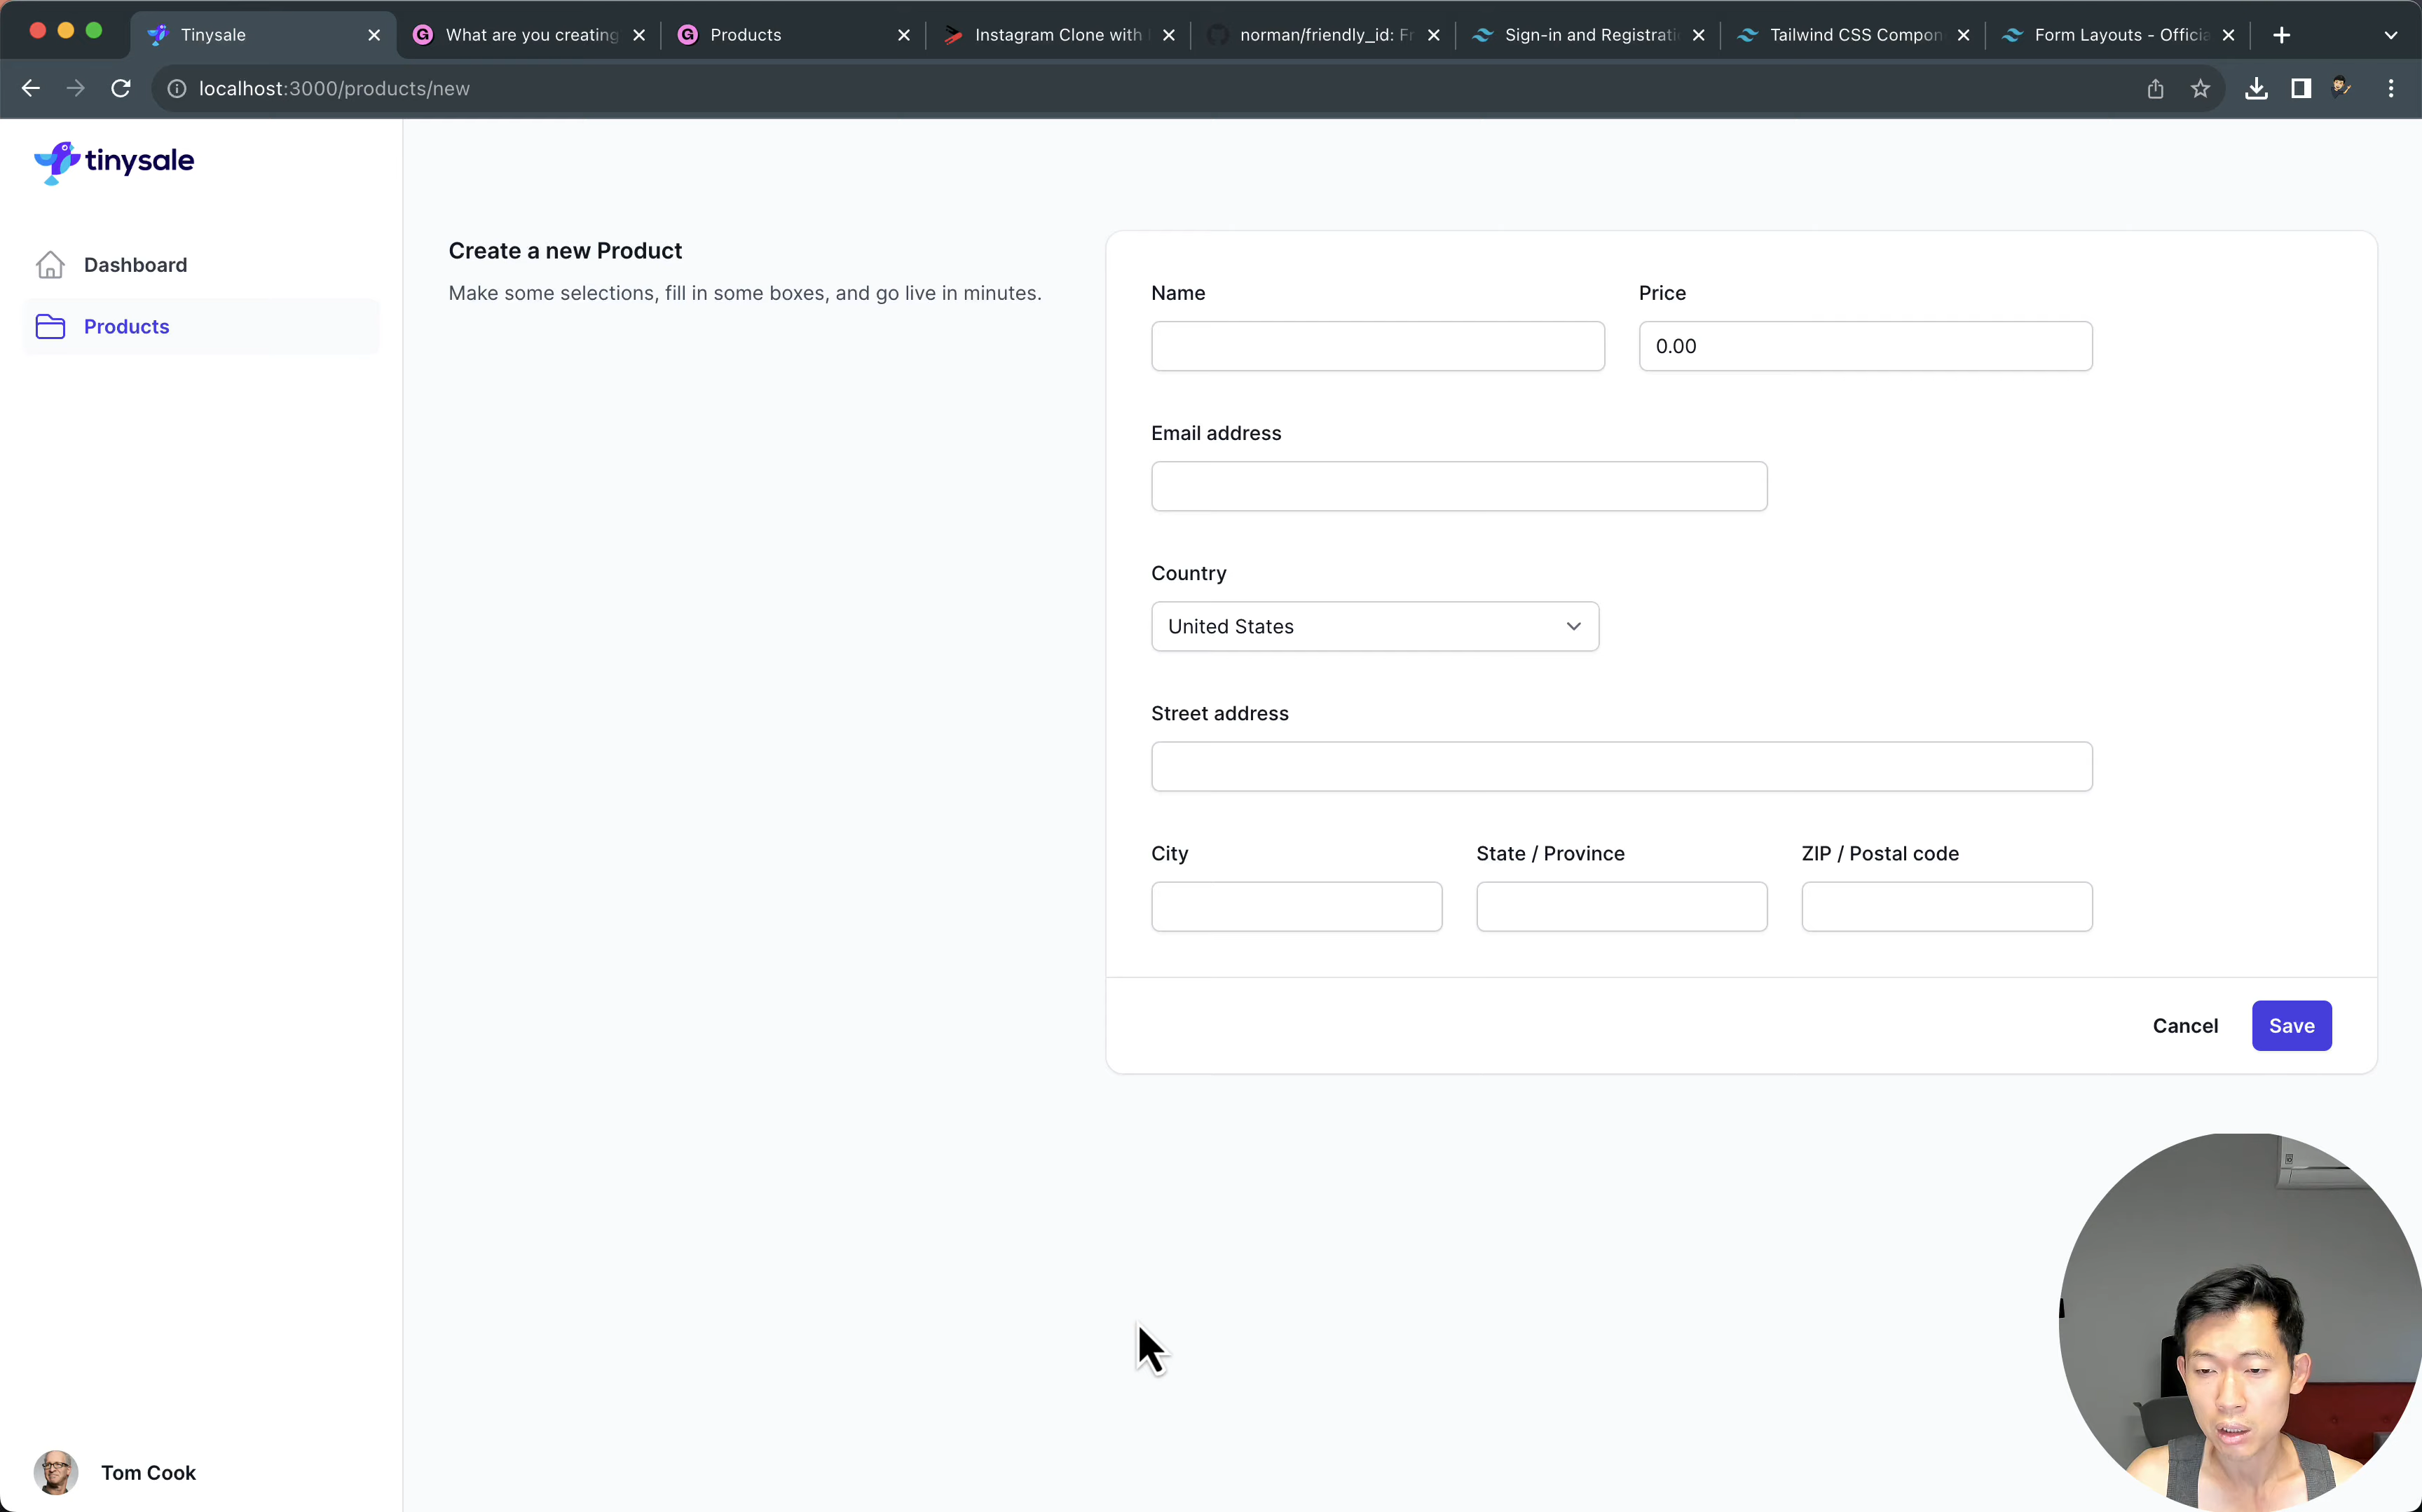 Tinysale
What are you creating
Products
Instagram Clone with
norman/friendly_id: Fr
Sign-in and Registrati
Tailwind CSS Compon
Form Layouts - Officia
localhost:3000/products/new
tinysale
Dashboard
Products
Create a new Product
Make some selections, fill in some boxes, and go live in minutes.
Name
Price
0.00
Email address
Country
United States
Street address
City
State / Province
ZIP / Postal code
Cancel
Save
Tom Cook